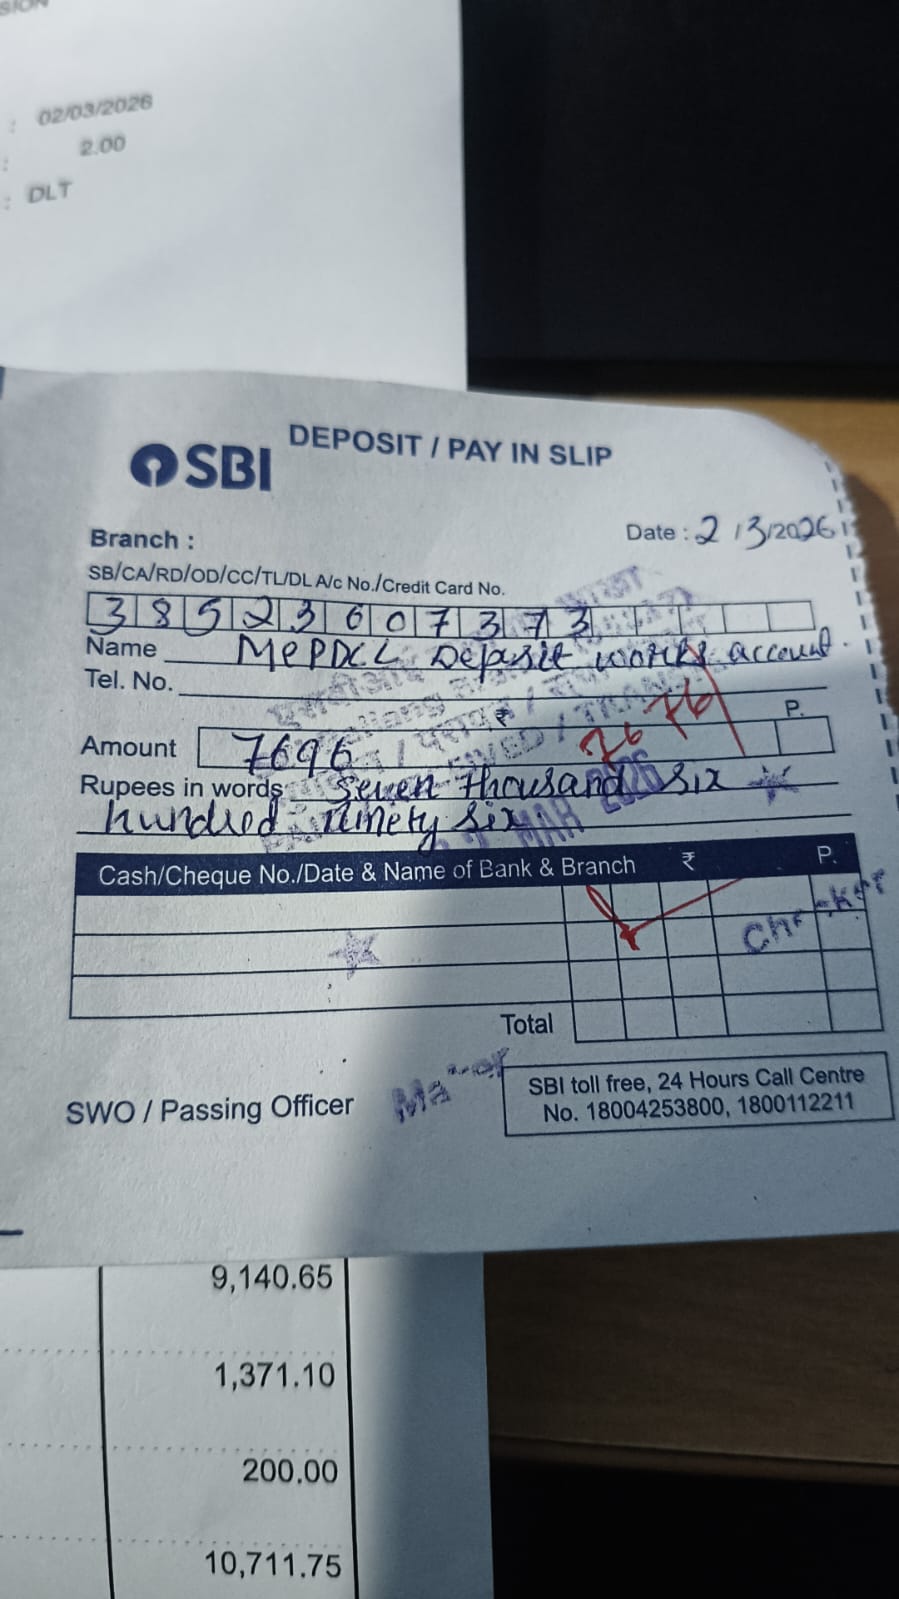 SION
: 02/03/2026
: 2.00
: DLT
SBI
DEPOSIT / PAY IN SLIP
Branch :
Date : 2/3/2026
SB/CA/RD/OD/CC/TL/DL A/c No./Credit Card No.
38523607373
Name MePDCL Deposit works account.
Tel. No.
₹ P.
Amount 7696
Rupees in words seven thousand six
hundred ninety six
MAR 2026
Cash/Cheque No./Date & Name of Bank & Branch ₹ P.
Total
SWO / Passing Officer
SBI toll free, 24 Hours Call Centre
No. 18004253800, 1800112211
9,140.65
1,371.10
200.00
10,711.75